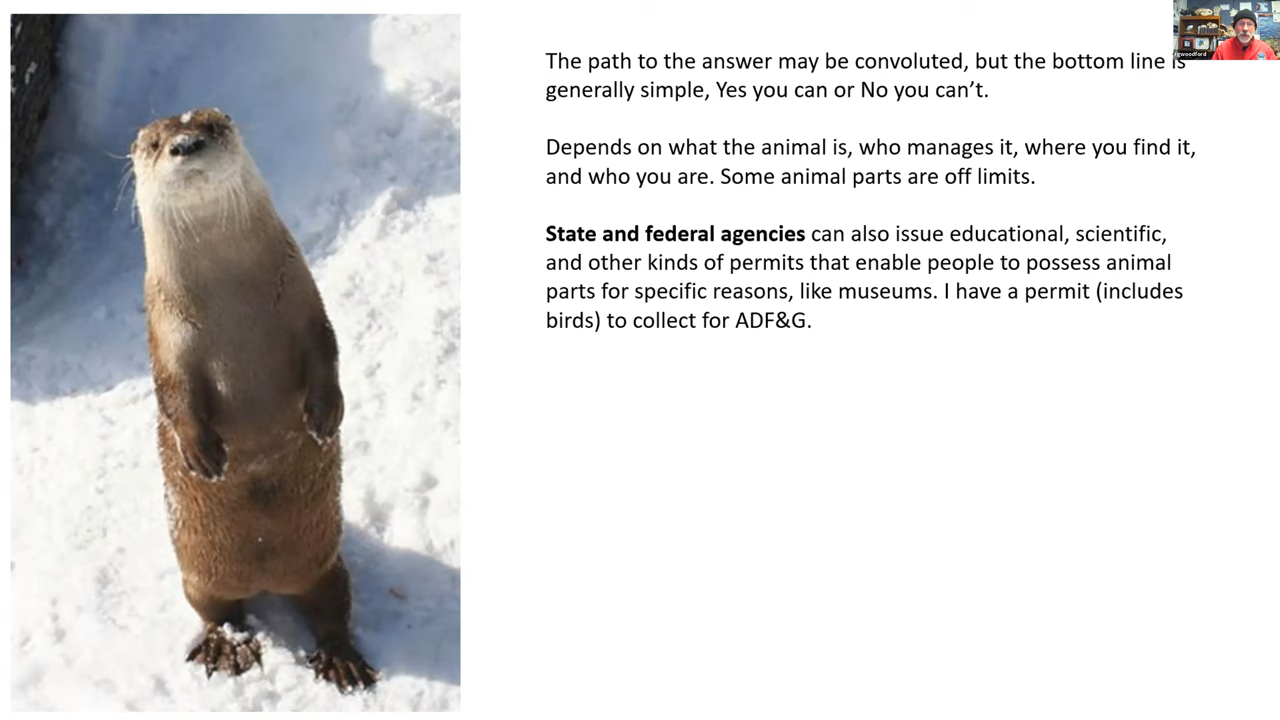 The path to the answer may be convoluted, but the bottom line is
generally simple, Yes you can or No you can’t.
Depends on what the animal is, who manages it, where you find it,
and who you are. Some animal parts are off limits.
State and federal agencies can also issue educational, scientific,
and other kinds of permits that enable people to possess animal
parts for specific reasons, like museums. I have a permit (includes
birds) to collect for ADF&G.
rgwoodford